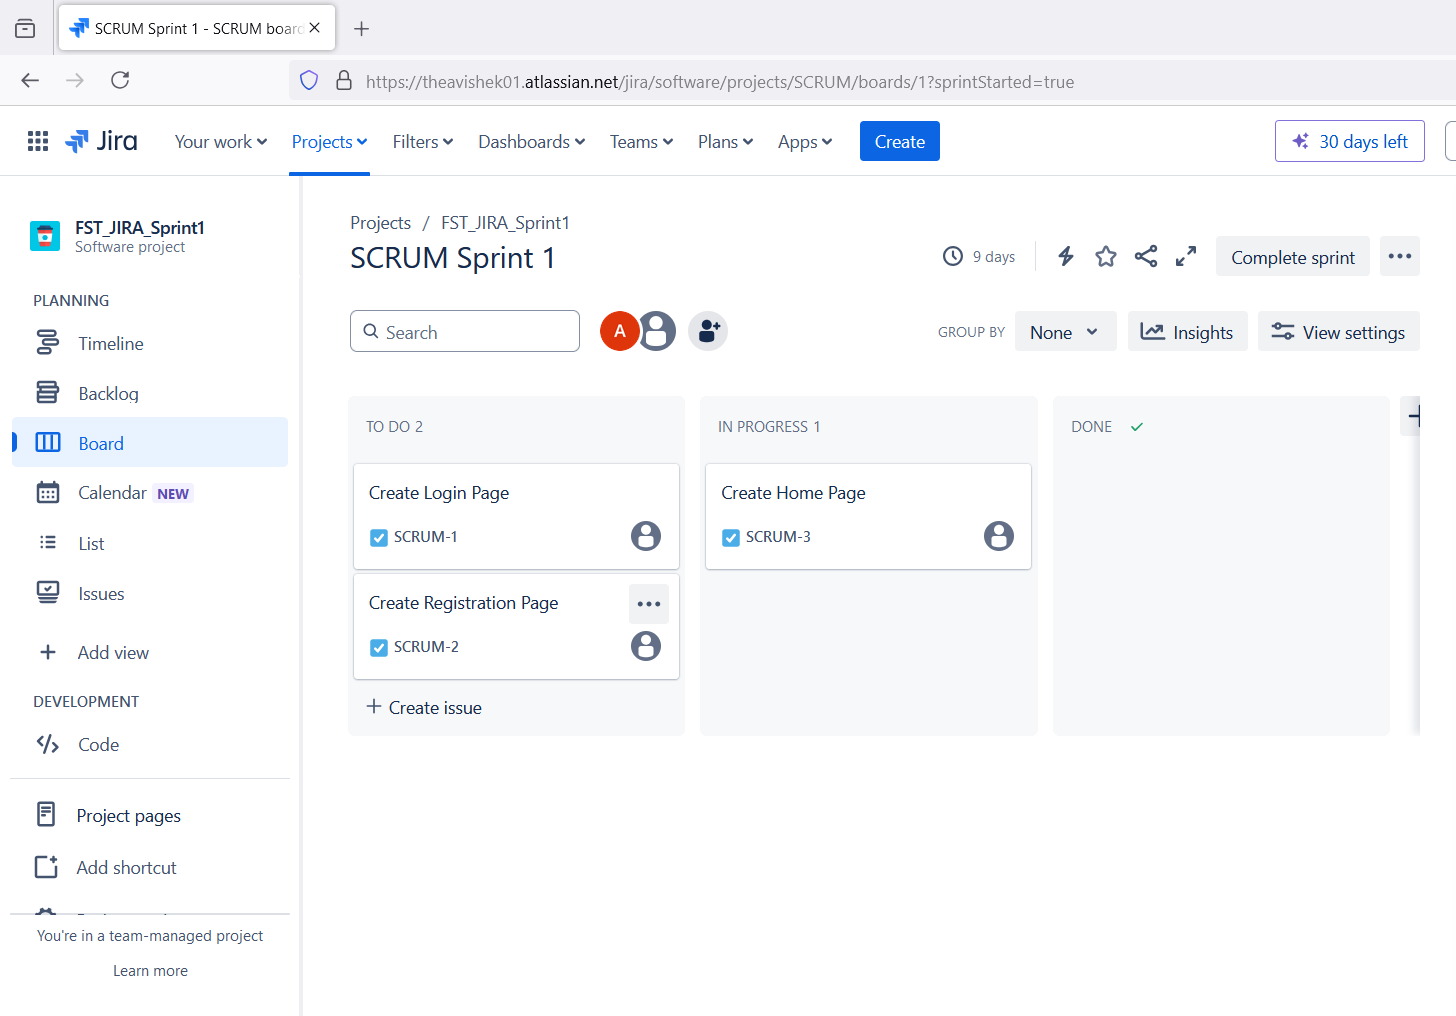 SCRUM Sprint 1 - SCRUM board
https://theavishek01.atlassian.net/jira/software/projects/SCRUM/boards/1?sprintStarted=true
Jira Your work Projects Filters Dashboards Teams Plans Apps Create 30 days left
FST_JIRA_Sprint1
Software project
PLANNING
Timeline
Backlog
Board
Calendar NEW
List
Issues
Add view
DEVELOPMENT
Code
Project pages
Add shortcut
You're in a team-managed project
Learn more
Projects / FST_JIRA_Sprint1
SCRUM Sprint 1
9 days
Complete sprint
Search
A
GROUP BY None Insights View settings
TO DO 2
Create Login Page
SCRUM-1
Create Registration Page
SCRUM-2
Create issue
IN PROGRESS 1
Create Home Page
SCRUM-3
DONE